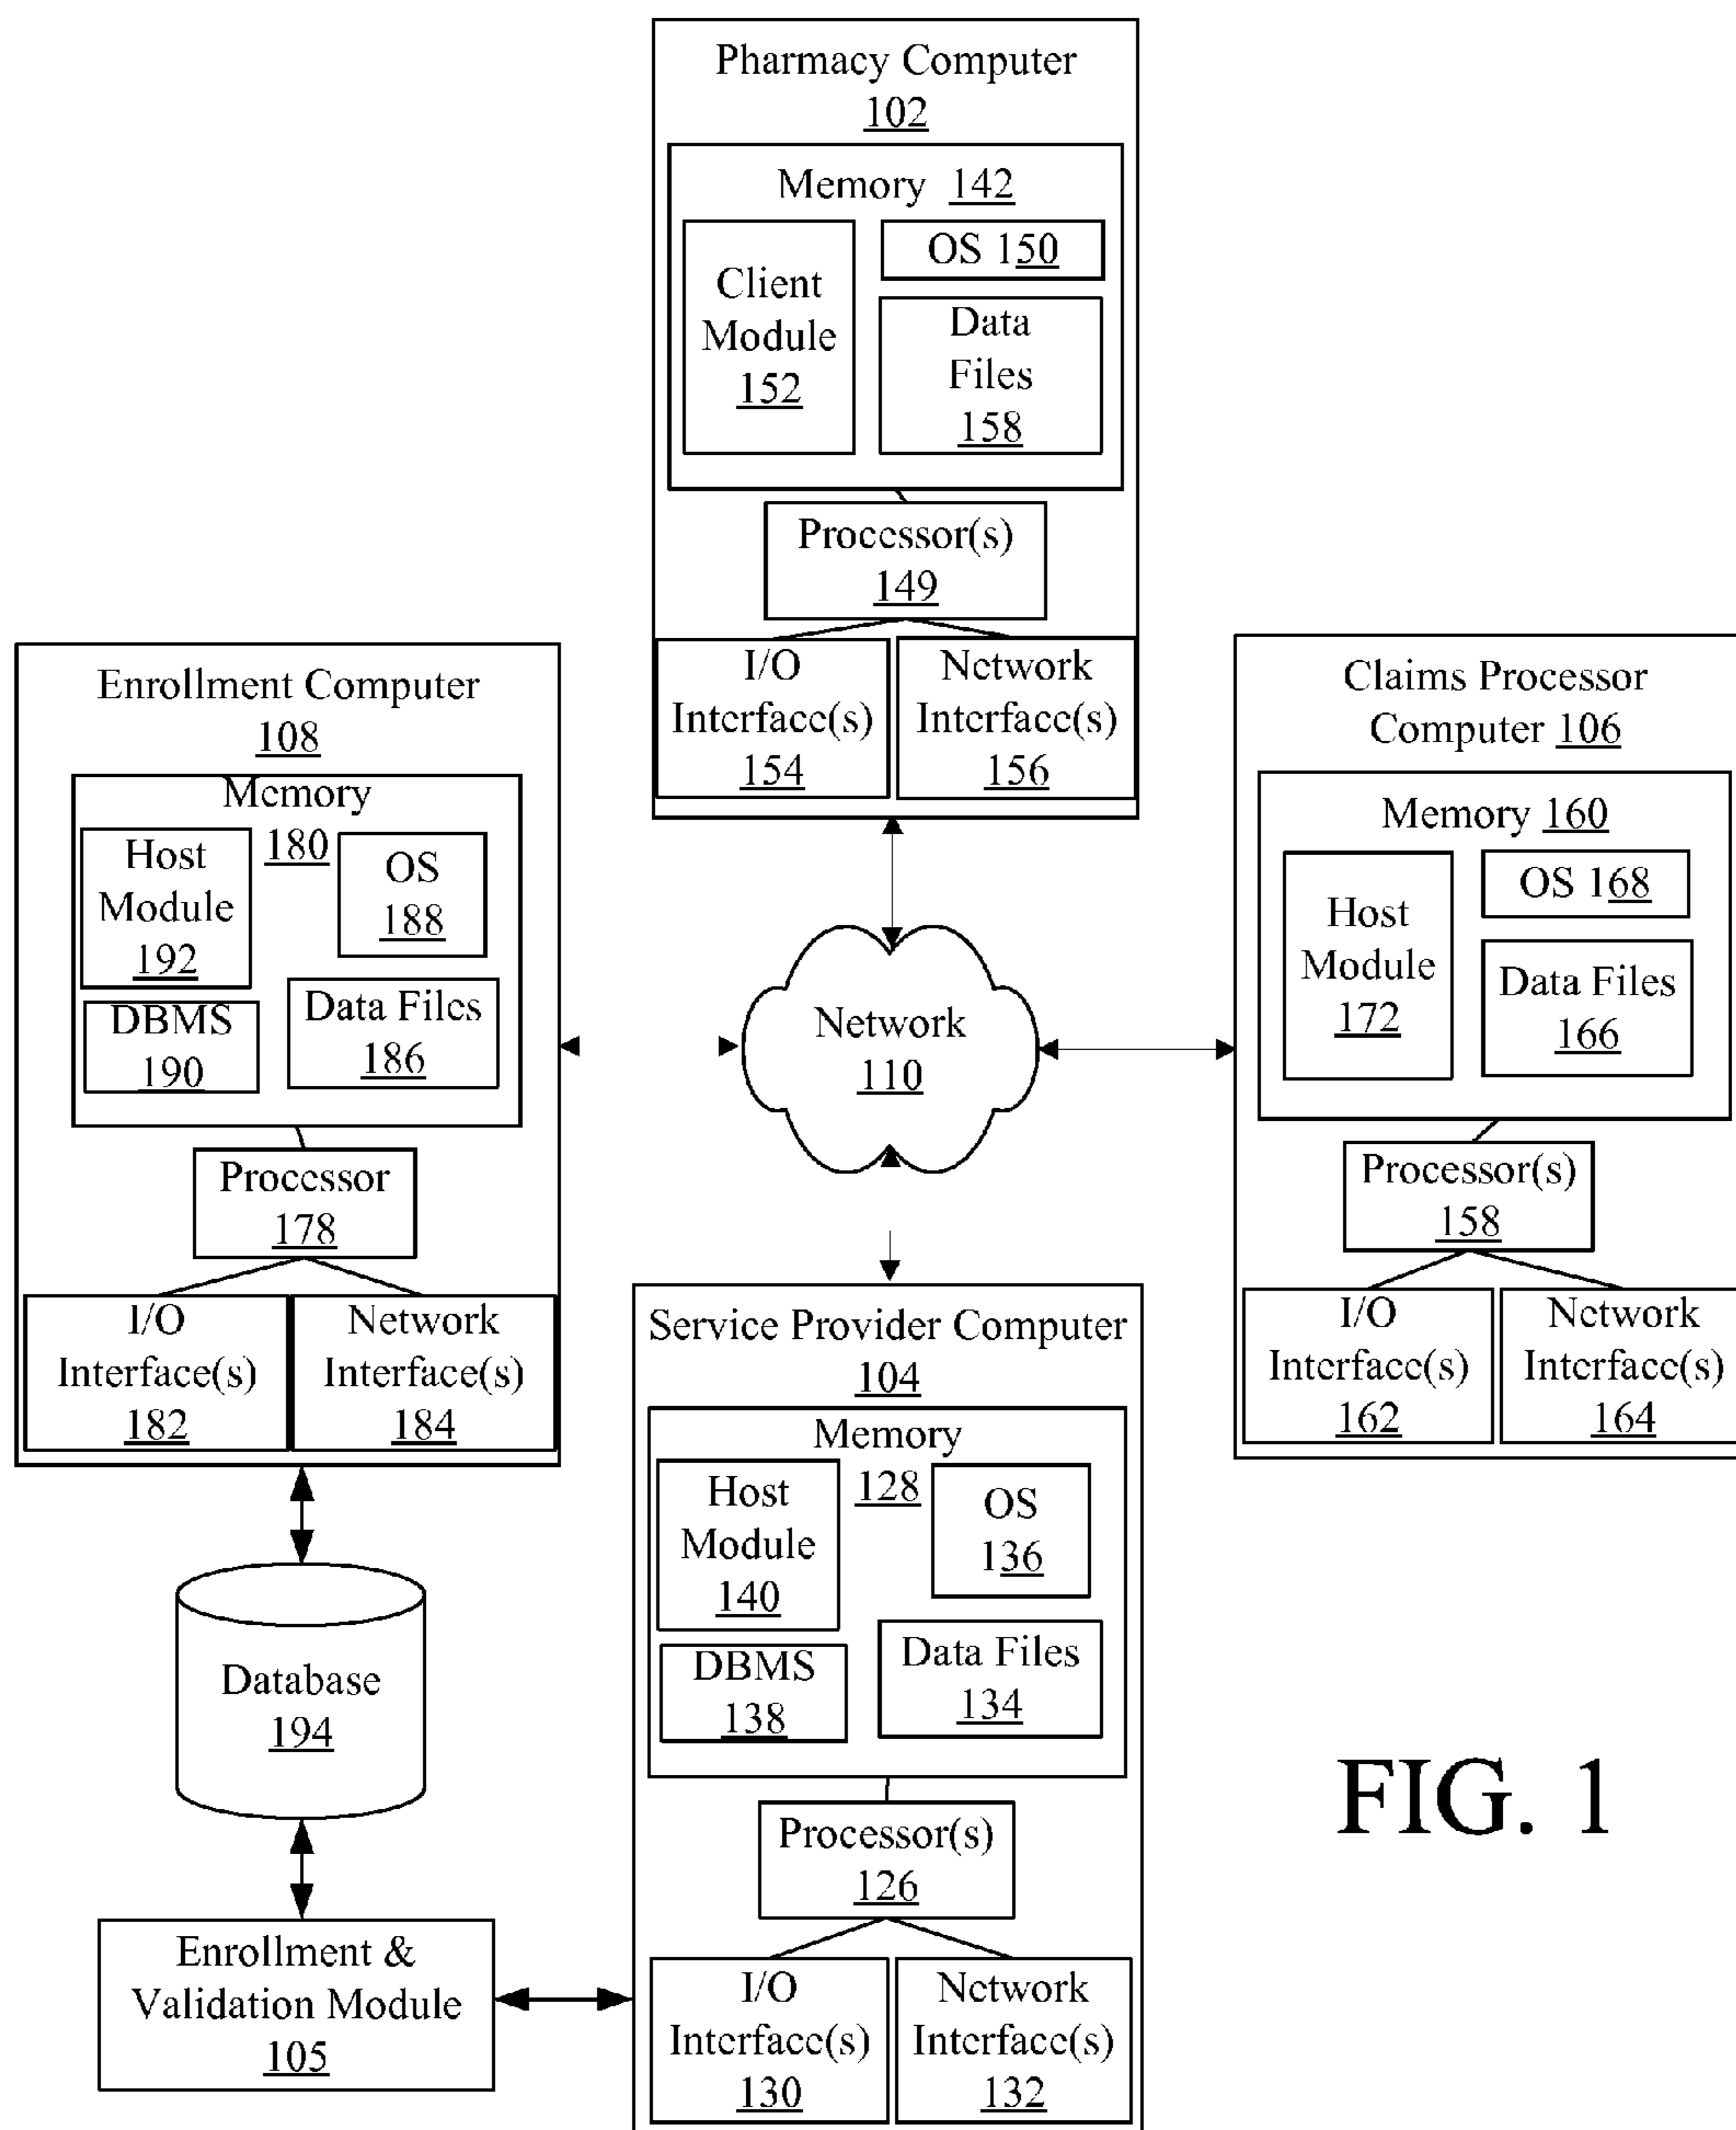 Pharmacy Computer
102
Memory 142
Client
Module
152
OS 150
Data
Files
158
Processor(s)
149
I/O
Interface(s)
154
Network
Interface(s)
156
Enrollment Computer
108
Memory
180
Host
Module
192
OS
188
DBMS
190
Data Files
186
Processor
178
I/O
Interface(s)
182
Network
Interface(s)
184
Network
110
Claims Processor
Computer 106
Memory 160
Host
Module
172
OS 168
Data Files
166
Processor(s)
158
I/O
Interface(s)
162
Network
Interface(s)
164
Service Provider Computer
104
Memory
128
Host
Module
140
OS
136
DBMS
138
Data Files
134
Processor(s)
126
I/O
Interface(s)
130
Network
Interface(s)
132
Database
194
Enrollment &
Validation Module
105
FIG. 1